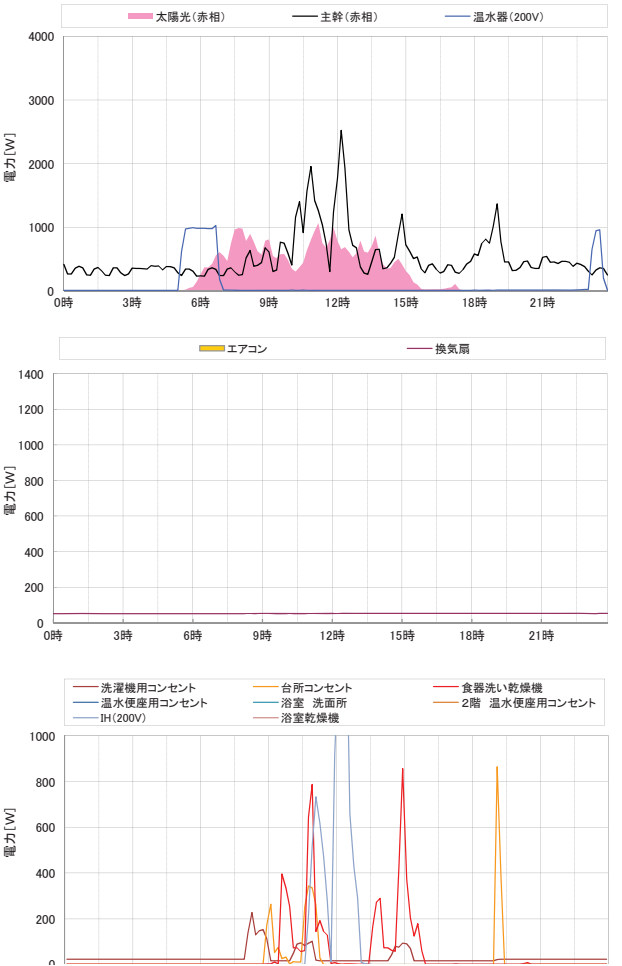 太陽光(赤相) 主幹(赤相) 温水器(200V)
電力[W]
4000
3000
2000
1000
0
0時 3時 6時 9時 12時 15時 18時 21時
エアコン 換気扇
電力[W]
1400
1200
1000
800
600
400
200
0
0時 3時 6時 9時 12時 15時 18時 21時
洗濯機用コンセント 台所コンセント 食器洗い乾燥機
温水便座用コンセント 浴室 洗面所 2階 温水便座用コンセント
IH(200V) 浴室乾燥機
電力[W]
1000
800
600
400
200
0